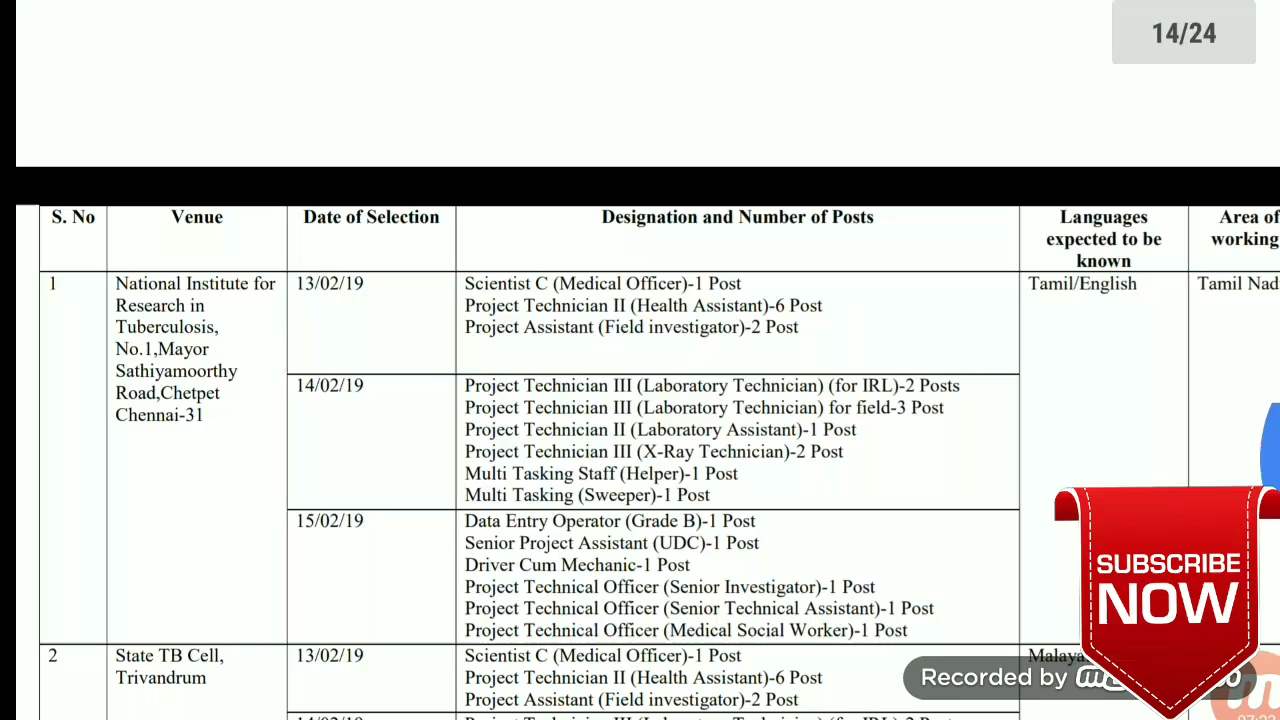 14/24
S. No Venue Date of Selection Designation and Number of Posts Languages expected to be known Area of working
1 National Institute for Research in Tuberculosis, No.1,Mayor Sathiyamoorthy Road,Chetpet Chennai-31
13/02/19 Scientist C (Medical Officer)-1 Post
Project Technician II (Health Assistant)-6 Post
Project Assistant (Field investigator)-2 Post
Tamil/English
Tamil Nad
14/02/19 Project Technician III (Laboratory Technician) (for IRL)-2 Posts
Project Technician III (Laboratory Technician) for field-3 Post
Project Technician II (Laboratory Assistant)-1 Post
Project Technician III (X-Ray Technician)-2 Post
Multi Tasking Staff (Helper)-1 Post
Multi Tasking (Sweeper)-1 Post
15/02/19 Data Entry Operator (Grade B)-1 Post
Senior Project Assistant (UDC)-1 Post
Driver Cum Mechanic-1 Post
Project Technical Officer (Senior Investigator)-1 Post
Project Technical Officer (Senior Technical Assistant)-1 Post
Project Technical Officer (Medical Social Worker)-1 Post
2 State TB Cell, Trivandrum
13/02/19 Scientist C (Medical Officer)-1 Post
Project Technician II (Health Assistant)-6 Post
Project Assistant (Field investigator)-2 Post
SUBSCRIBE
NOW
Recorded by